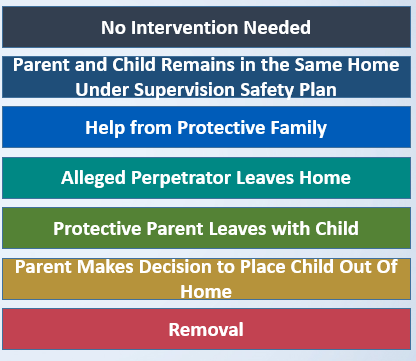 No Intervention Needed
Parent and Child Remains in the Same Home
Under Supervision Safety Plan
Help from Protective Family
Alleged Perpetrator Leaves Home
Protective Parent Leaves with Child
Parent Makes Decision to Place Child Out Of
Home
Removal